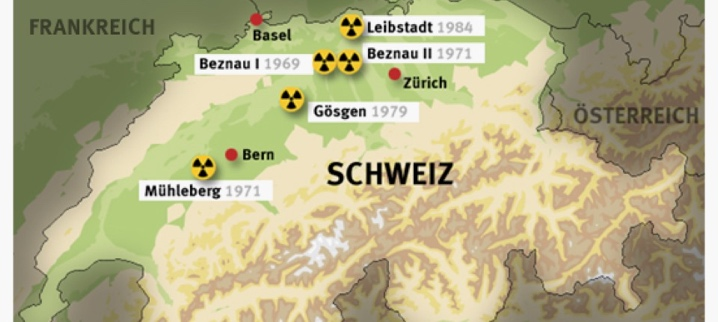 FRANKREICH
Basel
Leibstadt 1984
Beznau I 1969
Beznau II 1971
Zürich
Gösgen 1979
ÖSTERREICH
Bern
SCHWEIZ
Mühleberg 1971